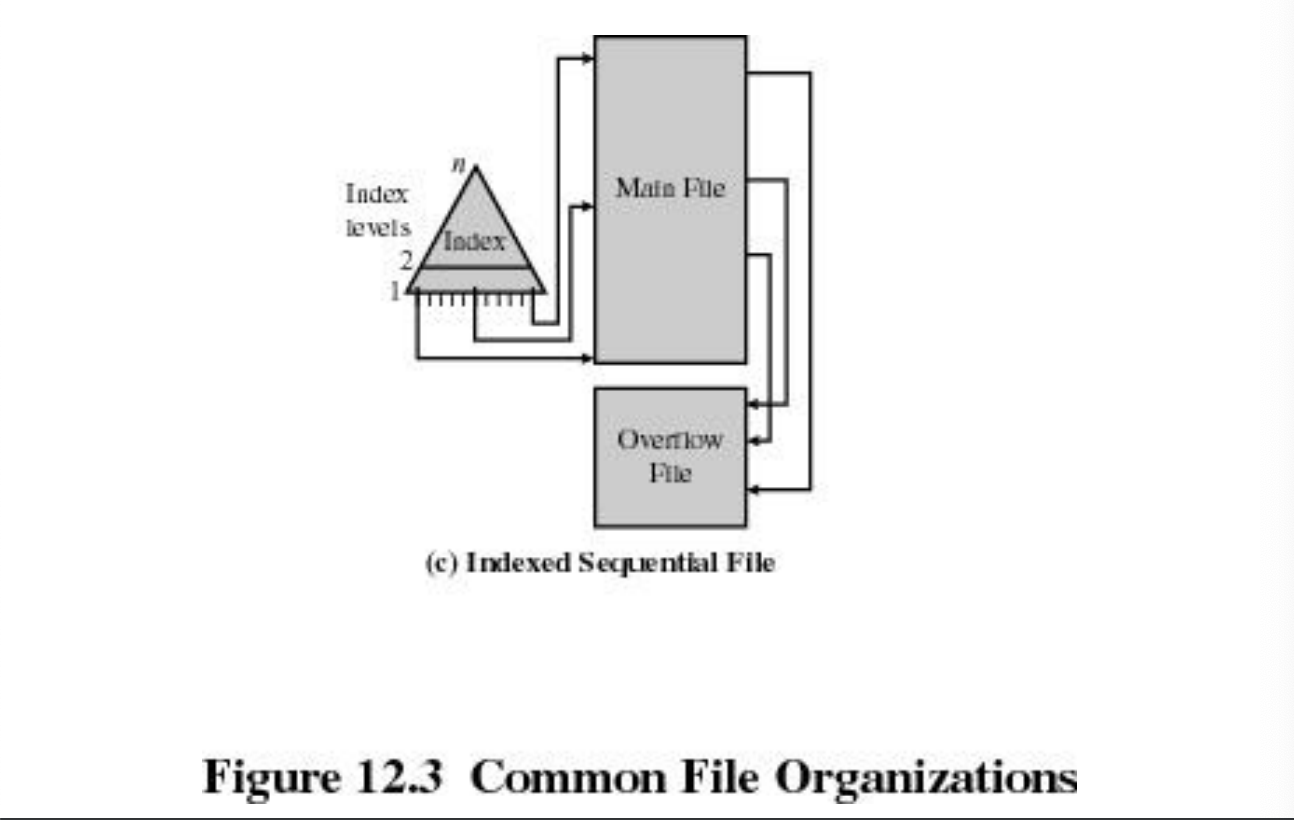 n
Index
levels
2
1
Index
Main File
Overflow
File
(c) Indexed Sequential File
Figure 12.3 Common File Organizations